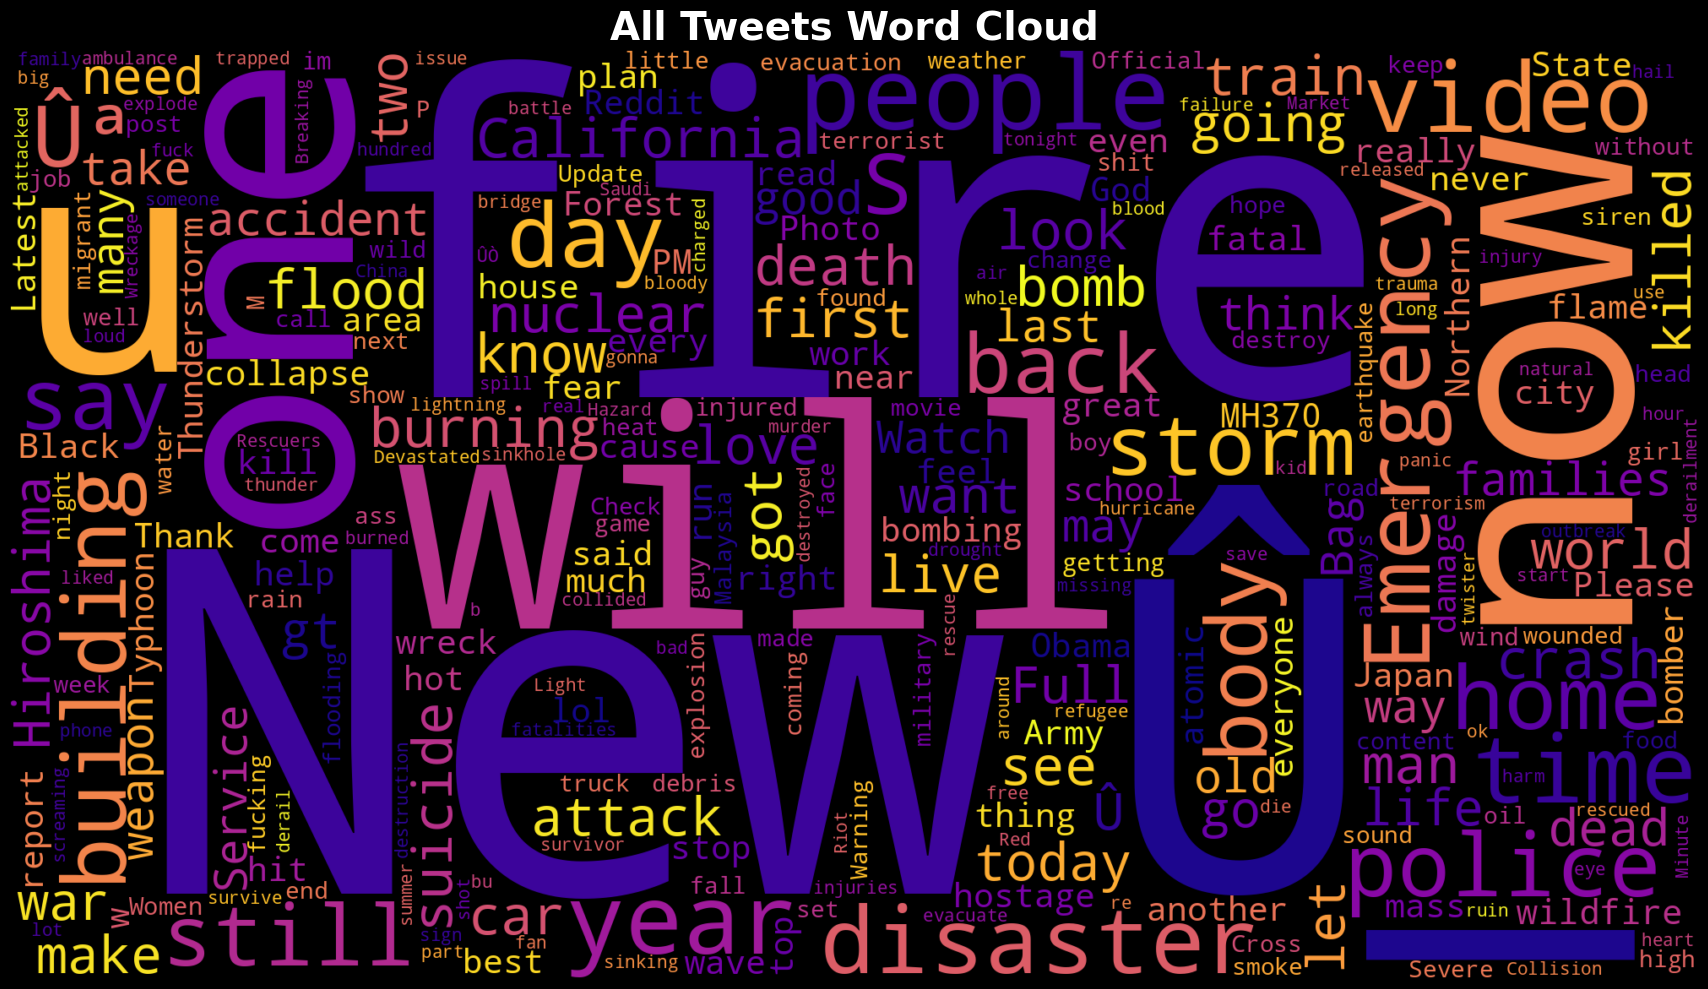 All Tweets Word Cloud
family
ambulance
trapped
im
issue
little
evacuation
weather
Official
train
keep
State
hail
big
need
two
plan
people
video
explode
Breaking
P
battle
Reddit
failure
Market
going
Û
a
post
one
fire
California
terrorist
tonight
even
really
without
attacked
fuck
hundred
s
shit
released
never
job
take
Update
read
God
Latest
many
migrant
someone
Saudi
good
blood
hope
siren
killed
u
wreckage
accident
bridge
Forest
charged
Photo
look
fatal
Emergency
now
Thunderstorm
wild
ÛÒ
day
PM
death
change
Northern
injury
China
M
flood
bloody
air
bomb
trauma
house
whole
found
long
flame
use
well
call
area
nuclear
first
think
loud
next
every
last
destroy
earthquake
know
gonna
work
back
collapse
near
natural
head
say
spill
fear
city
show
lightning
real
Hazard
injured
movie
great
MH370
hour
Black
Rescuers
burning
heat
murder
Watch
boy
storm
girl
derailment
water
kill
Devastated
sinkhole
cause
love
feel
kid
panic
thunder
will
destroyed
face
want
school
road
families
Hiroshima
night
building
ass
Check
run
got
hurricane
Bag
terrorism
Thank
burned
game
bombing
may
damage
outbreak
come
said
Malaysia
drought
getting
save
always
twister
world
liked
help
much
guy
right
live
missing
start
Please
Typhoon
rain
b
collided
rescue
Û
body
gt
wreck
bad
made
Obama
atomic
everyone
wind
wounded
week
flooding
hot
explosion
coming
military
Full
Japan
crash
bomber
New
Light
around
refugee
way
home
phone
Weapon
Service
lol
fatalities
Army
content
ok
food
report
screaming
fucking
derail
destruction
suicide
truck
debris
see
old
man
harm
time
attack
Riot
Warning
free
thing
Û
go
die
life
oil
rescued
survivor
stop
Red
sound
dead
Minute
hit
today
police
eye
war
w
Women
survive
end
summer
shot
bu
fall
injuries
hostage
re
another
let
mass
ruin
wildfire
lot
still
sign
car
year
top
set
evacuate
disaster
Cross
heart
make
part
fan
best
sinking
wave
smoke
Severe
Collision
high
_